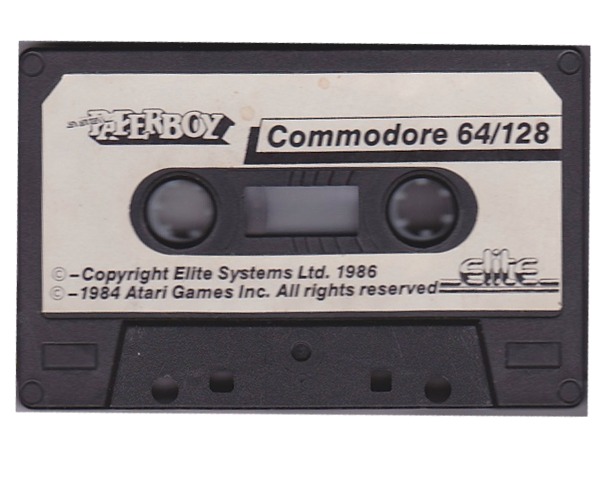 PAPERBOY
Commodore 64/128
©-Copyright Elite Systems Ltd. 1986
©-1984 Atari Games Inc. All rights reserved
elite